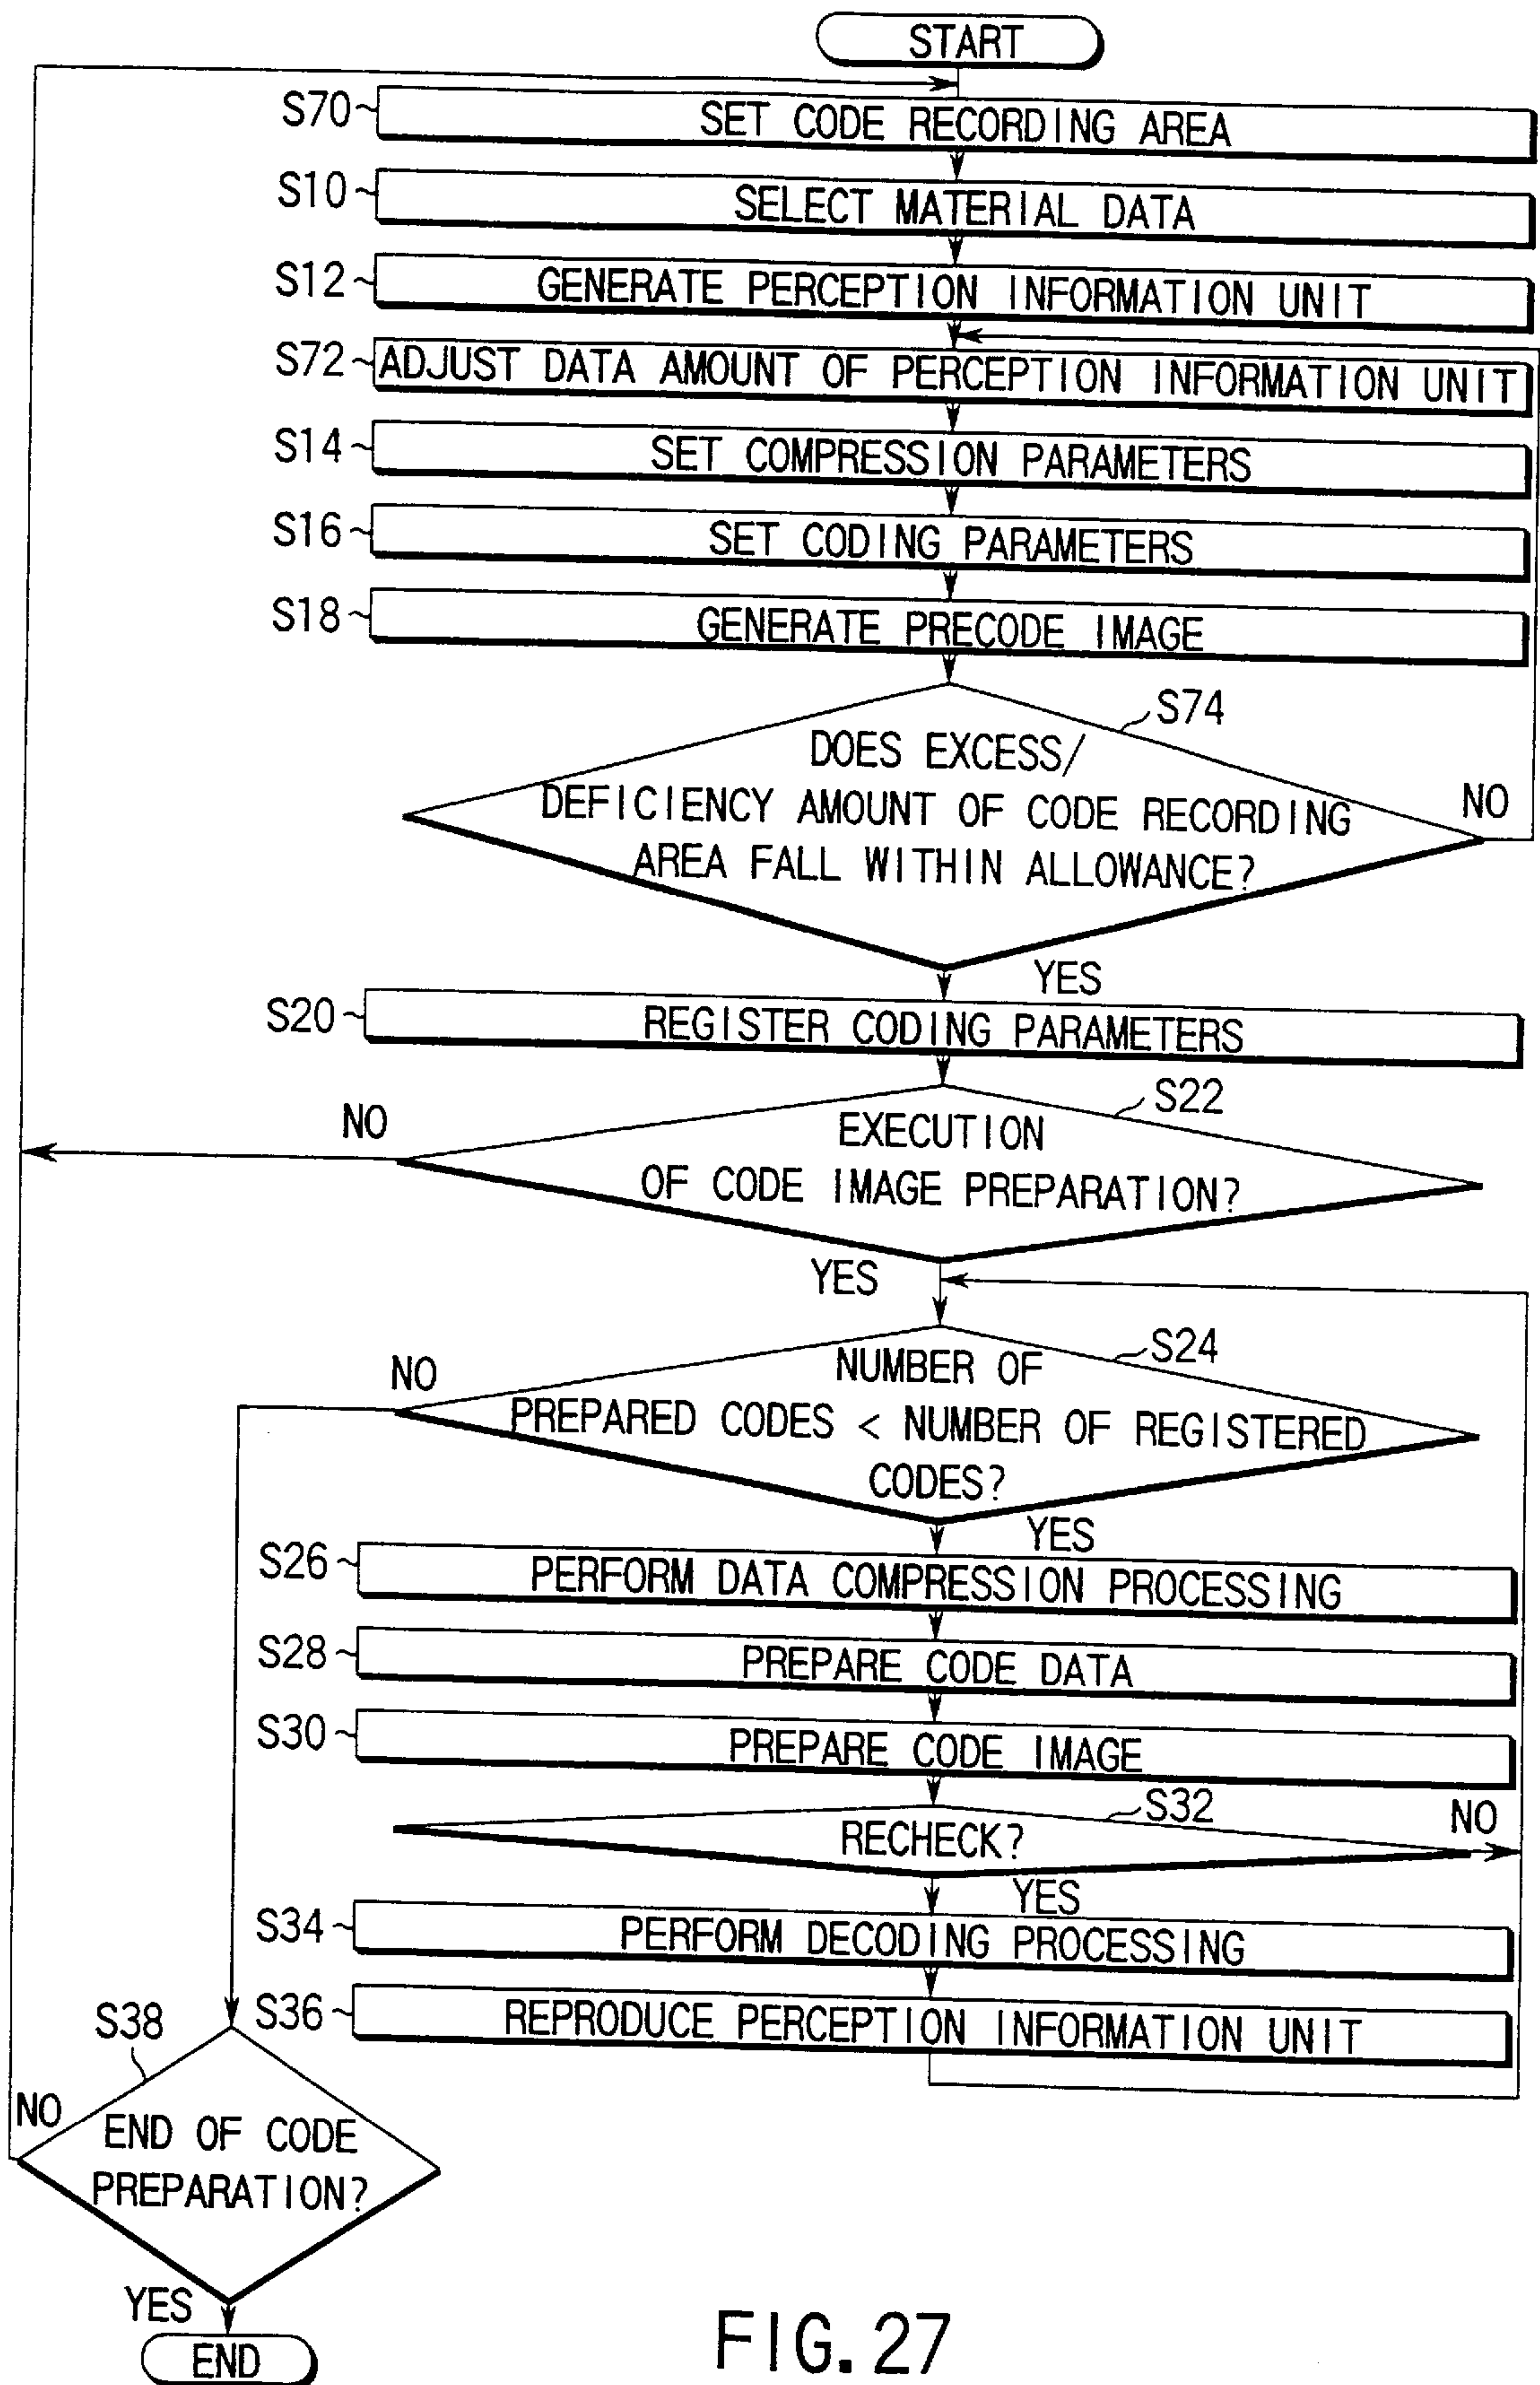 START
S70
SET CODE RECORDING AREA
S10
SELECT MATERIAL DATA
S12
GENERATE PERCEPTION INFORMATION UNIT
S72
ADJUST DATA AMOUNT OF PERCEPTION INFORMATION UNIT
S14
SET COMPRESSION PARAMETERS
S16
SET CODING PARAMETERS
S18
GENERATE PRECODE IMAGE
S74
DOES EXCESS/
DEFICIENCY AMOUNT OF CODE RECORDING
AREA FALL WITHIN ALLOWANCE?
NO
YES
S20
REGISTER CODING PARAMETERS
S22
NO
EXECUTION
OF CODE IMAGE PREPARATION?
YES
S24
NO
NUMBER OF
PREPARED CODES < NUMBER OF REGISTERED
CODES?
YES
S26
PERFORM DATA COMPRESSION PROCESSING
S28
PREPARE CODE DATA
S30
PREPARE CODE IMAGE
S32
RECHECK?
NO
YES
S34
PERFORM DECODING PROCESSING
S36
REPRODUCE PERCEPTION INFORMATION UNIT
S38
NO
END OF CODE
PREPARATION?
YES
END
FIG. 27